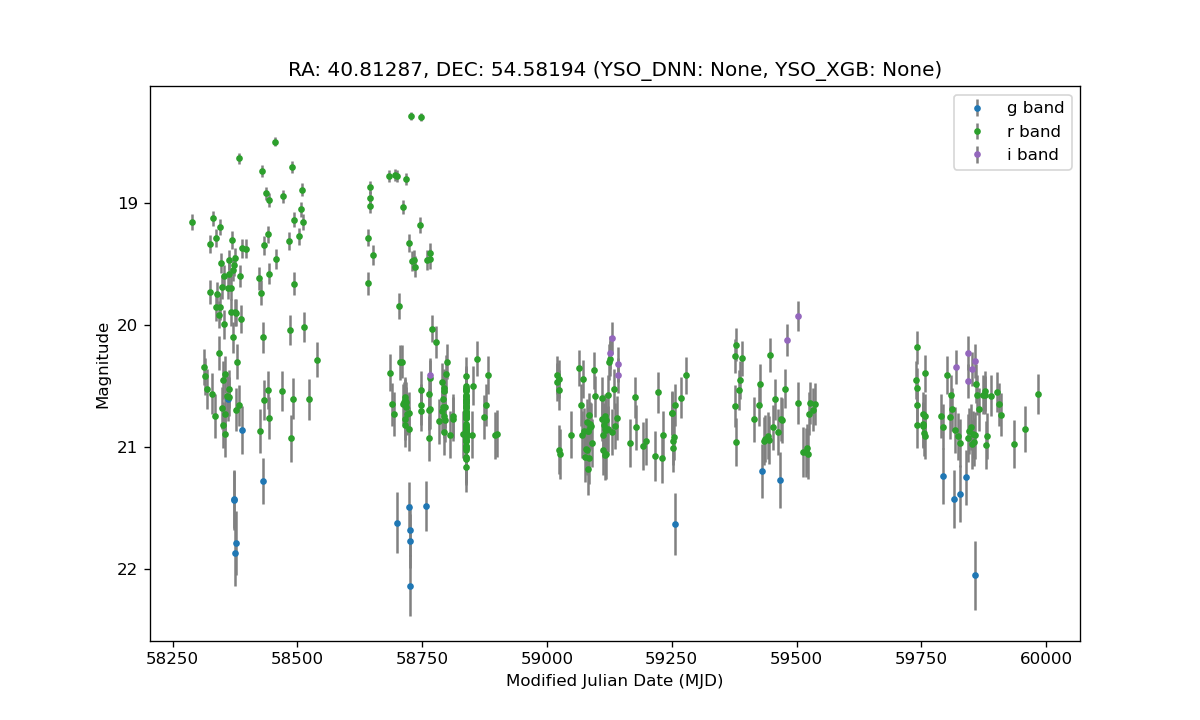 RA: 40.81287, DEC: 54.58194 (YSO_DNN: None, YSO_XGB: None)
g band
r band
i band
19
20
21
22
Magnitude
58250 58500 58750 59000 59250 59500 59750 60000
Modified Julian Date (MJD)